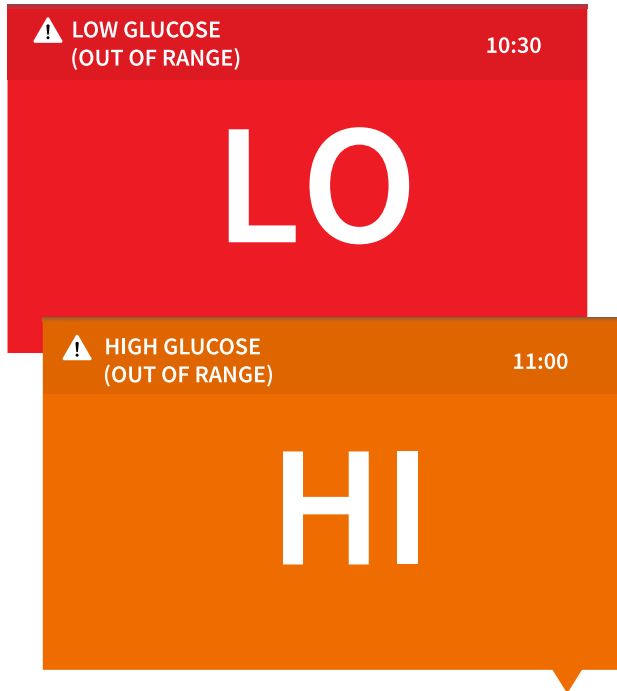 LOW GLUCOSE
(OUT OF RANGE)
10:30
LO
HIGH GLUCOSE
(OUT OF RANGE)
11:00
HI